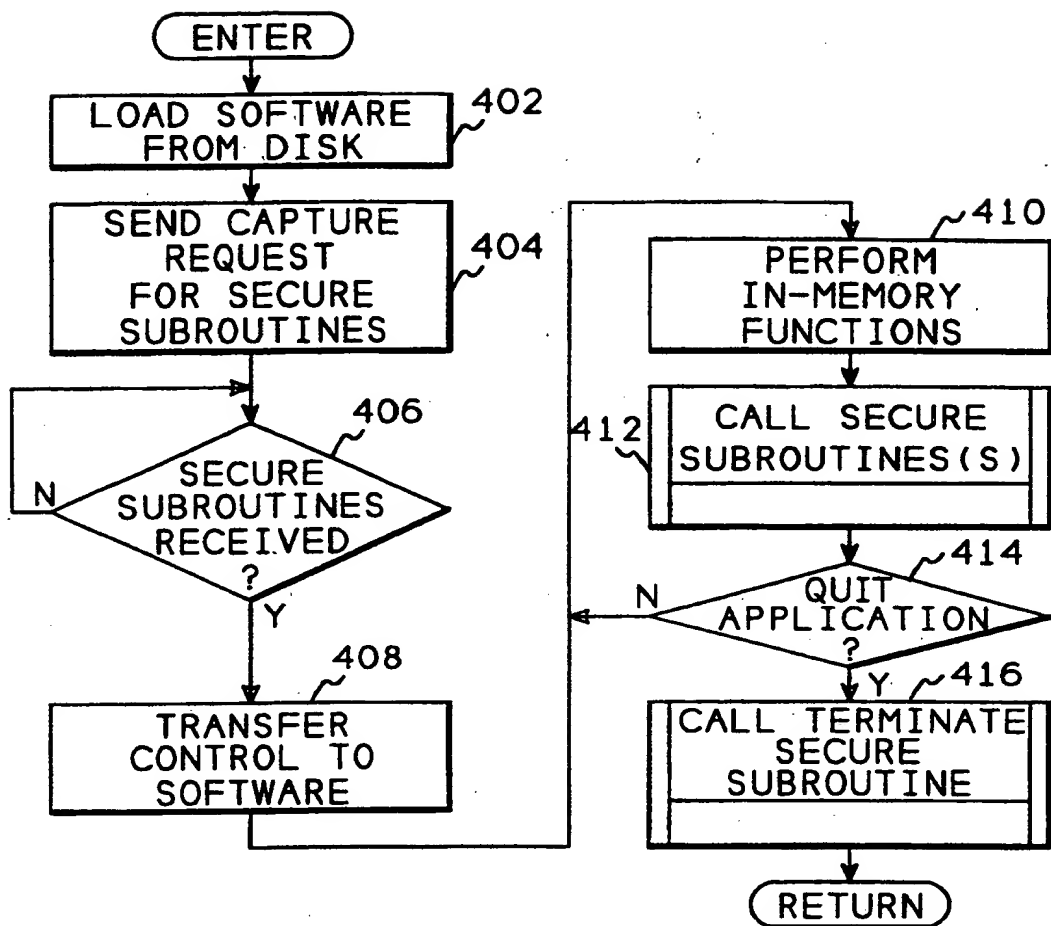 ENTER
LOAD SOFTWARE
FROM DISK
402
SEND CAPTURE
REQUEST
FOR SECURE
SUBROUTINES
404
406
SECURE
SUBROUTINES
RECEIVED
?
N
Y
408
TRANSFER
CONTROL TO
SOFTWARE
410
PERFORM
IN-MEMORY
FUNCTIONS
412
CALL SECURE
SUBROUTINES(S)
414
QUIT
APPLICATION
?
N
Y
416
CALL TERMINATE
SECURE
SUBROUTINE
RETURN